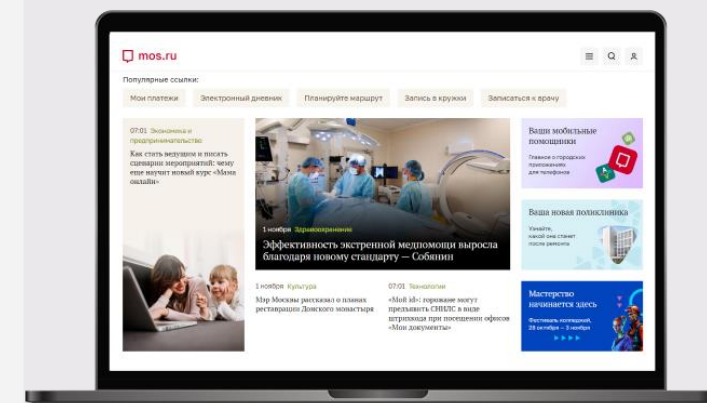 mos.ru
Популярные ссылки:
Мои платежи
Электронный дневник
Планируйте маршрут
Запись в кружки
Записаться к врачу
07:01 Экономика и
предпринимательство
Как стать ведущим и писать
сценарии мероприятий: чему
еще научит новый курс «Мама
онлайн»
1 ноября Здравоохранение
Эффективность экстренной медпомощи выросла
благодаря новому стандарту — Собянин
1 ноября Культура
Мэр Москвы рассказал о планах
реставрации Донского монастыря
07:01 Технологии
«Мой id»: горожане могут
предъявить СНИЛС в виде
штрихкода при посещении офисов
«Мои документы»
Ваши мобильные
помощники
Главное о городских
приложениях
для телефонов
Ваша новая поликлиника
Узнайте,
какой она станет
после ремонта
Мастерство
начинается здесь
Фестиваль колледжей,
28 октября – 3 ноября